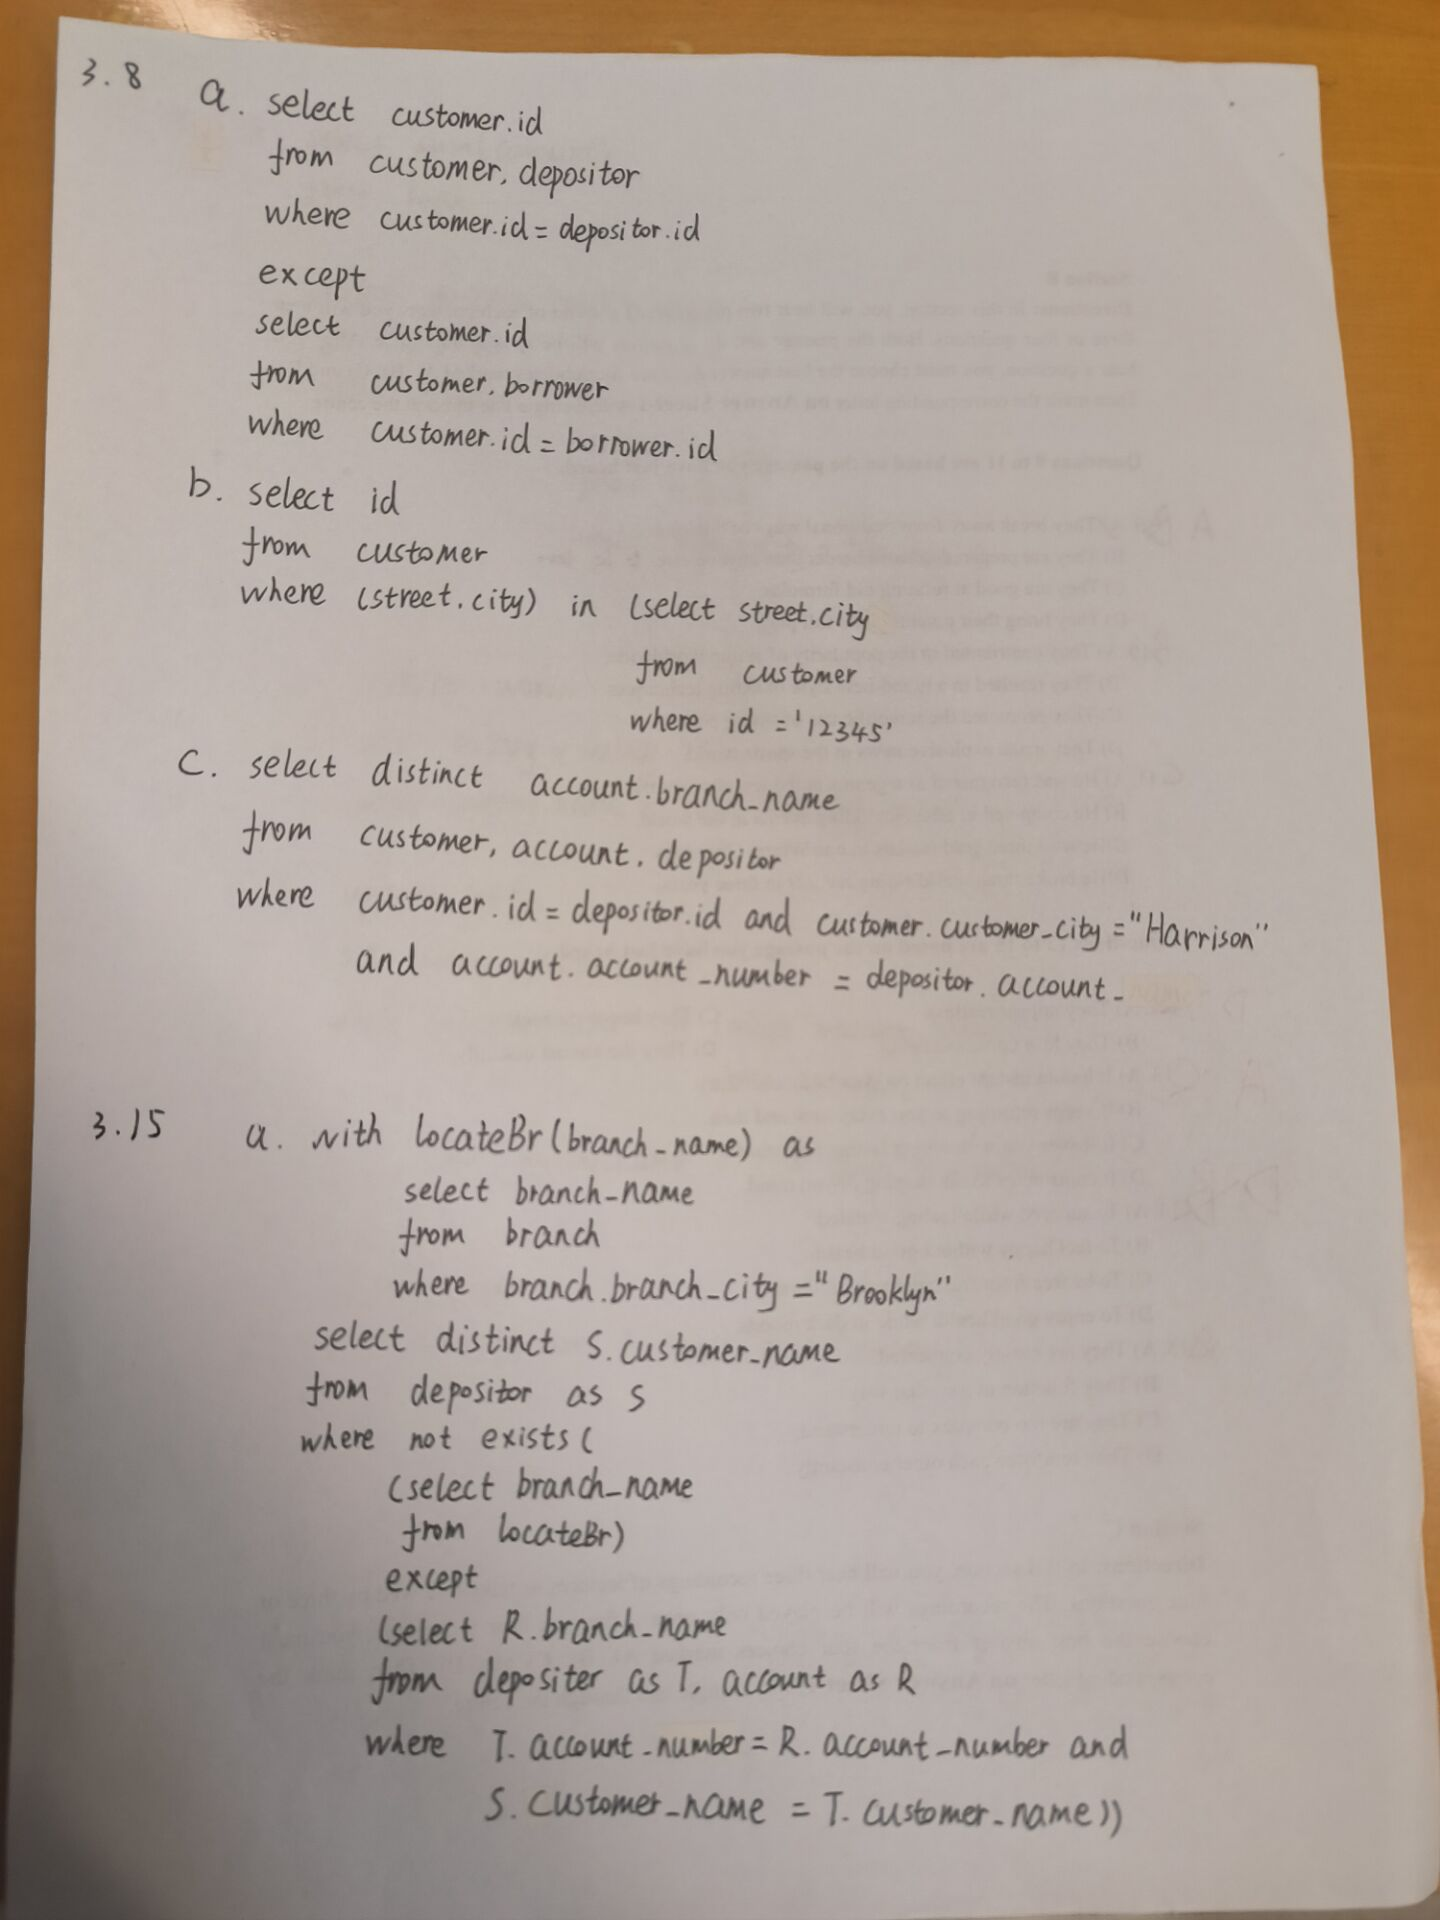 3.8 a. select customer.id
from customer, depositor
where customer.id = depositor.id
except
select customer.id
from customer, borrower
where customer.id = borrower.id
b. select id
from customer
where (street, city) in (select street, city
from customer
where id = '12345'
C. select distinct account.branch_name
from customer, account, depositor
where customer.id = depositor.id and customer.customer_city = "Harrison"
and account.account_number = depositor.account_
3.15 a. with locateBr(branch_name) as
select branch_name
from branch
where branch.branch_city = "Brooklyn"
select distinct S.customer_name
from depositor as S
where not exists (
(select branch_name
from locateBr)
except
(select R.branch_name
from depositer as T, account as R
where T.account_number = R.account_number and
S.customer_name = T.customer_name))